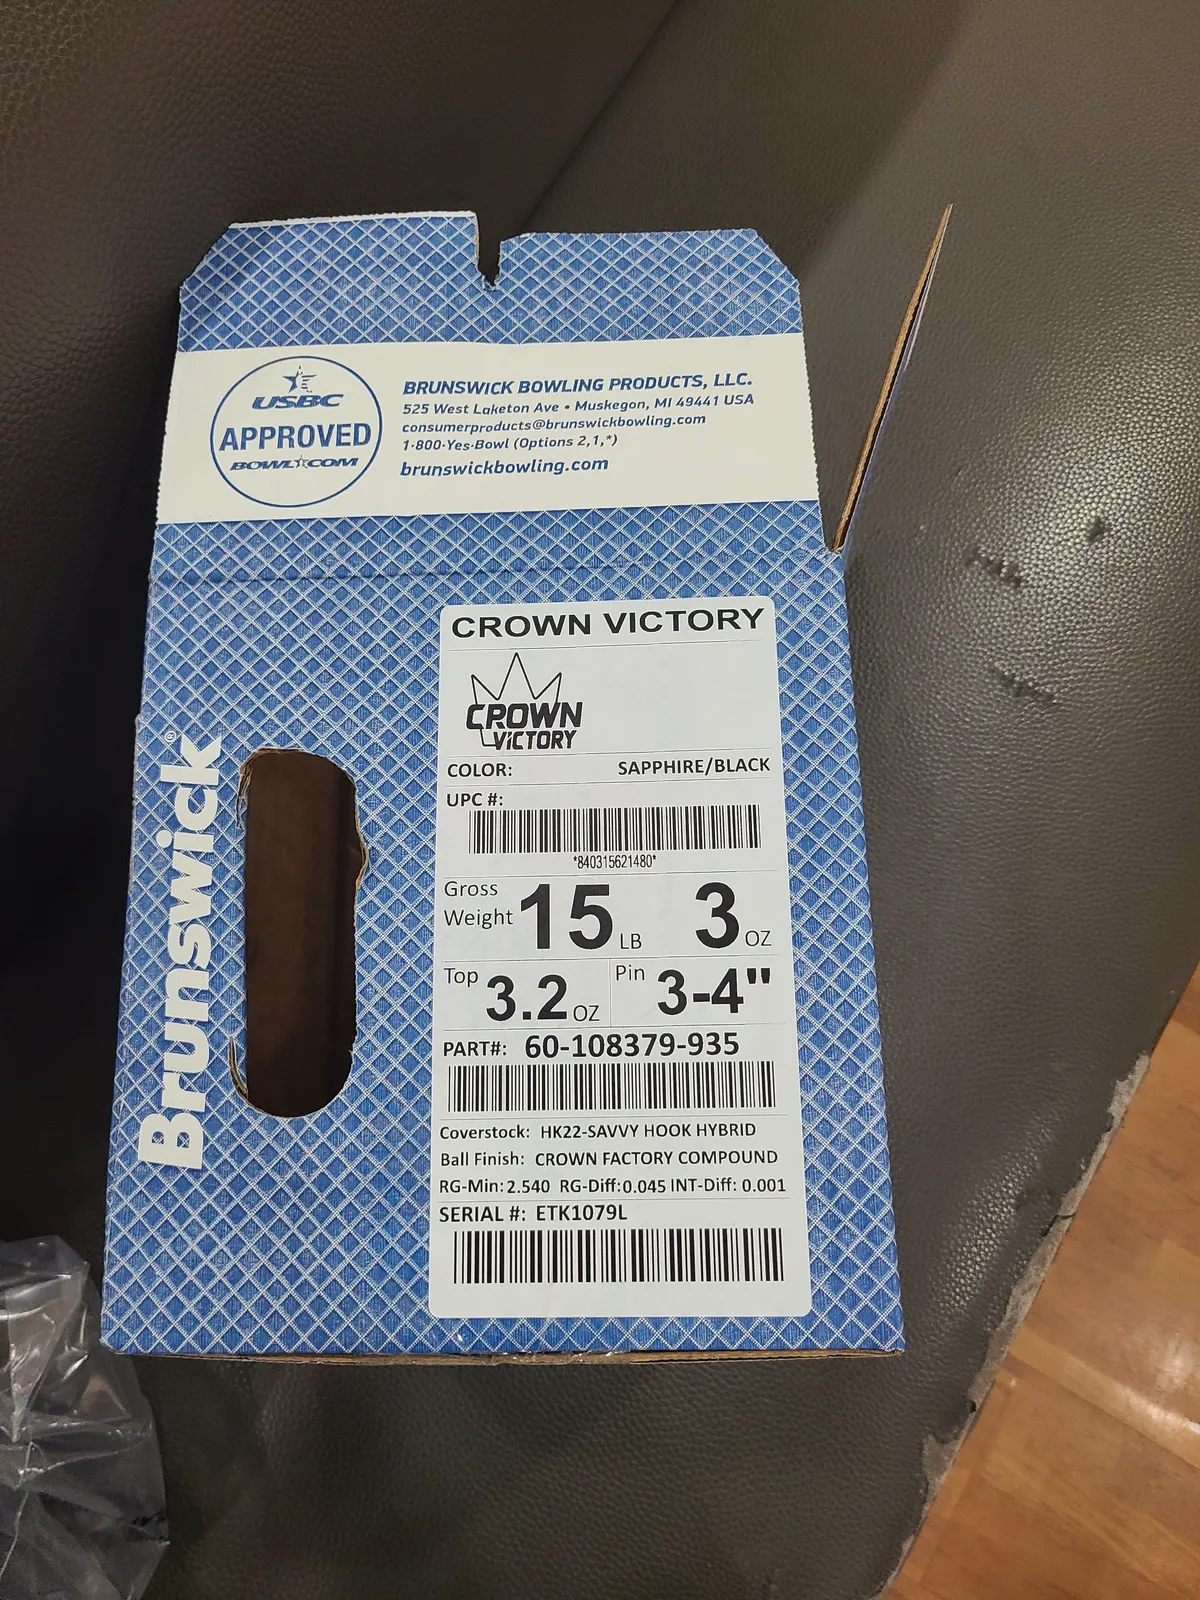 USBC
APPROVED
BOWL.COM
BRUNSWICK BOWLING PRODUCTS, LLC.
525 West Laketon Ave • Muskegon, MI 49441 USA
consumerproducts@brunswickbowling.com
1-800-Yes-Bowl (Options 2,1,*)
brunswickbowling.com
Brunswick®
CROWN VICTORY
CROWN
VICTORY
COLOR: SAPPHIRE/BLACK
UPC #:
*840315621480*
Gross
Weight 15 LB 3 OZ
Top 3.2 OZ Pin 3-4"
PART#: 60-108379-935
Coverstock: HK22-SAVVY HOOK HYBRID
Ball Finish: CROWN FACTORY COMPOUND
RG-Min: 2.540 RG-Diff: 0.045 INT-Diff: 0.001
SERIAL #: ETK1079L